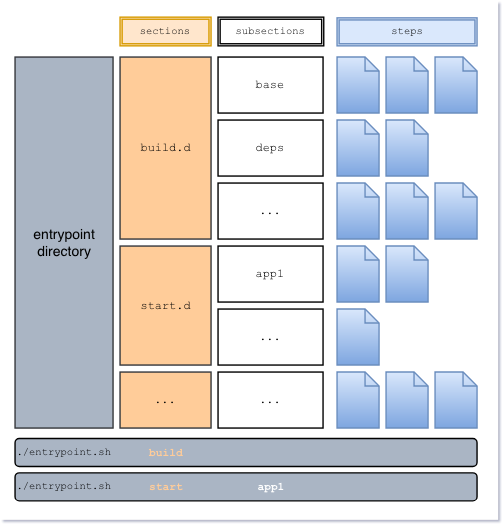 sections subsections steps
base
build.d deps
...
entrypoint
directory
app1
start.d
...
... ...
./entrypoint.sh build
./entrypoint.sh start app1